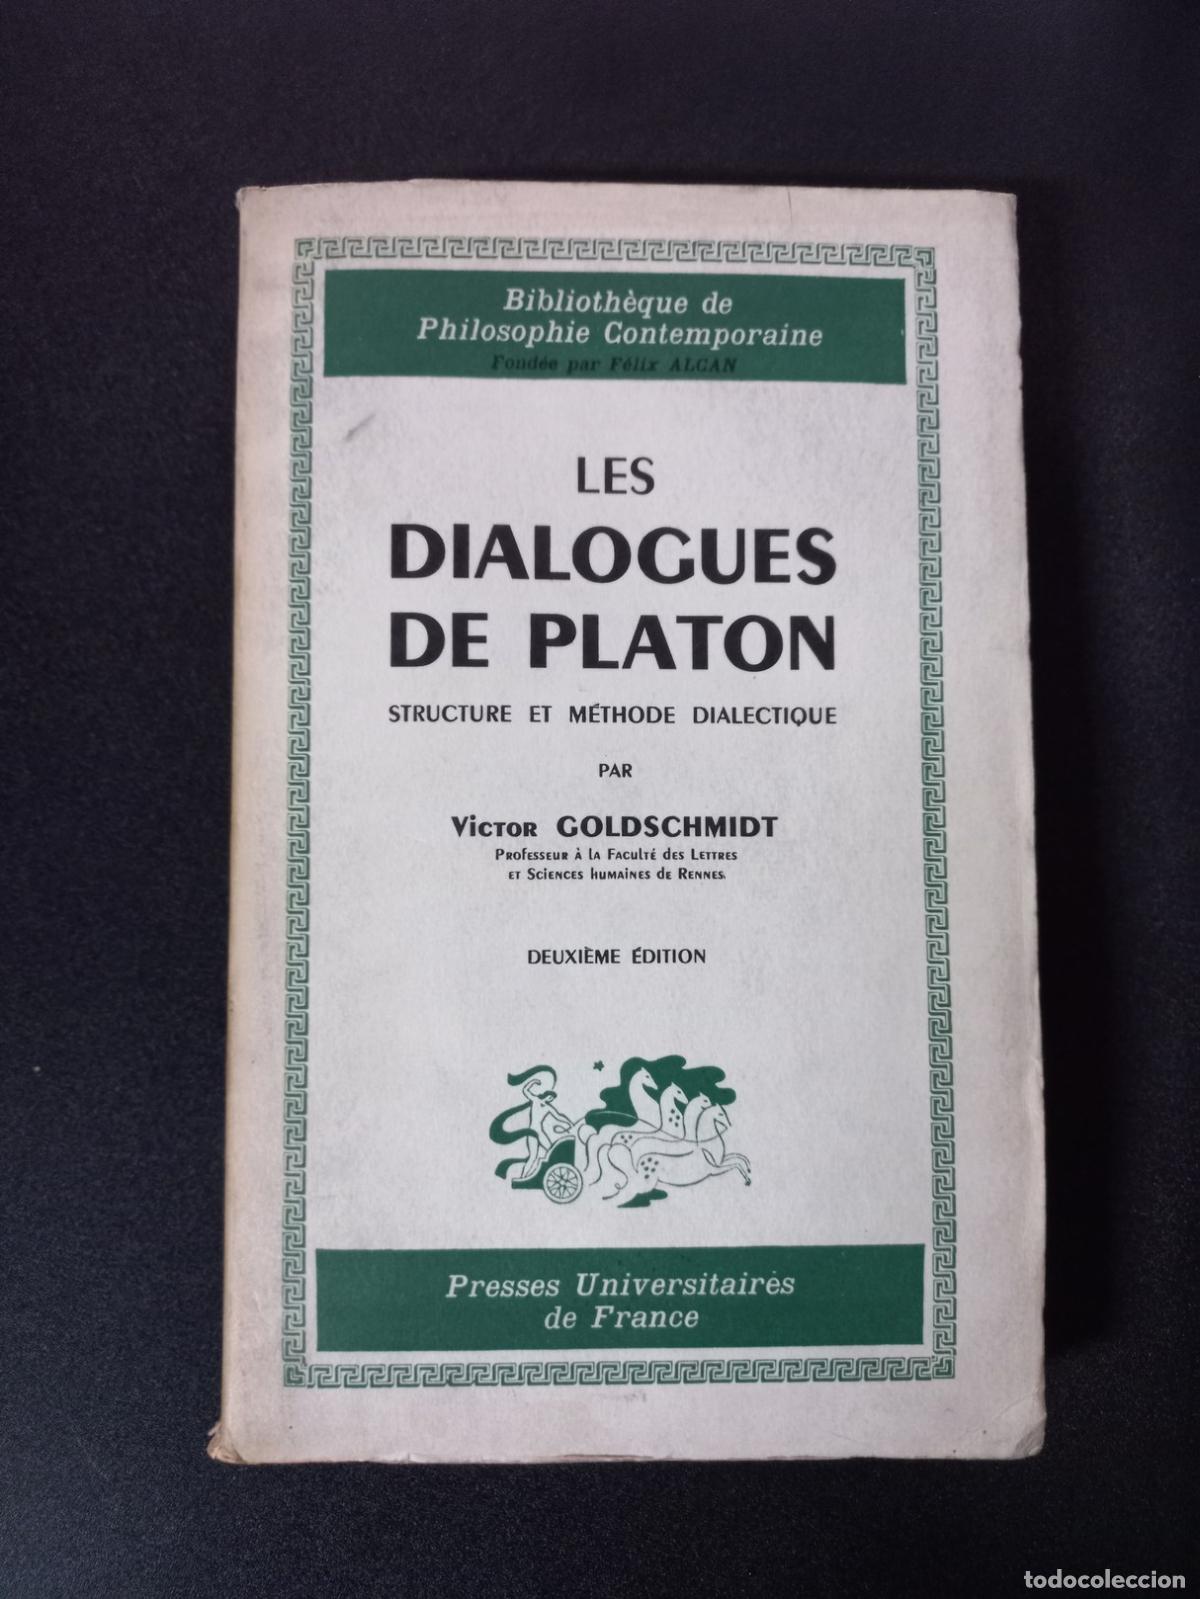 Bibliothèque de
Philosophie Contemporaine
Fondée par Félix ALCAN
LES
DIALOGUES
DE PLATON
STRUCTURE ET MÉTHODE DIALECTIQUE
PAR
Victor GOLDSCHMIDT
Professeur à la Faculté des Lettres
et Sciences humaines de Rennes
DEUXIÈME ÉDITION
Presses Universitaires
de France
todocoleccion